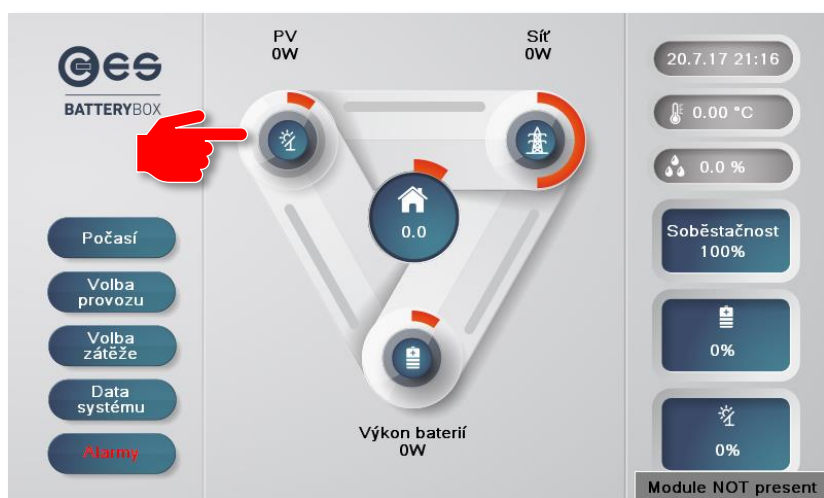 GES
BATTERYBOX
PV
0W
Síť
0W
20.7.17 21:16
0.00 °C
0.0 %
0.0
Počasí
Volba
provozu
Volba
zátěže
Data
systému
Alarmy
Soběstačnost
100%
0%
0%
Výkon baterií
0W
Module NOT present